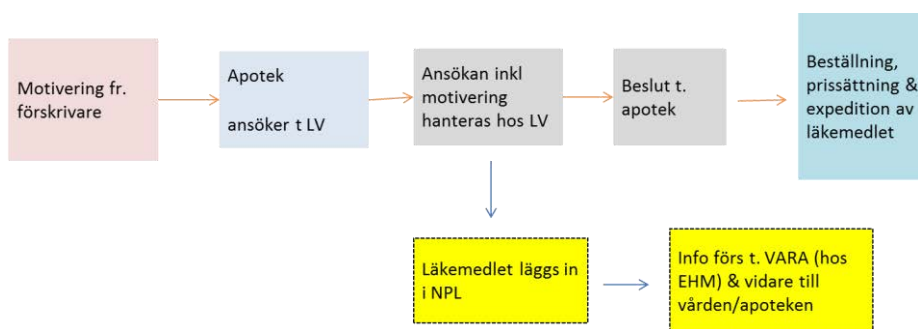 Motivering fr.
förskrivare
Apotek
ansöker t LV
Ansökan inkl
motivering
hanteras hos LV
Beslut t.
apotek
Beställning,
prissättning &
expedition av
läkemedlet
Läkemedlet läggs in
i NPL
Info förs t. VARA (hos
EHM) & vidare till
vården/apoteken